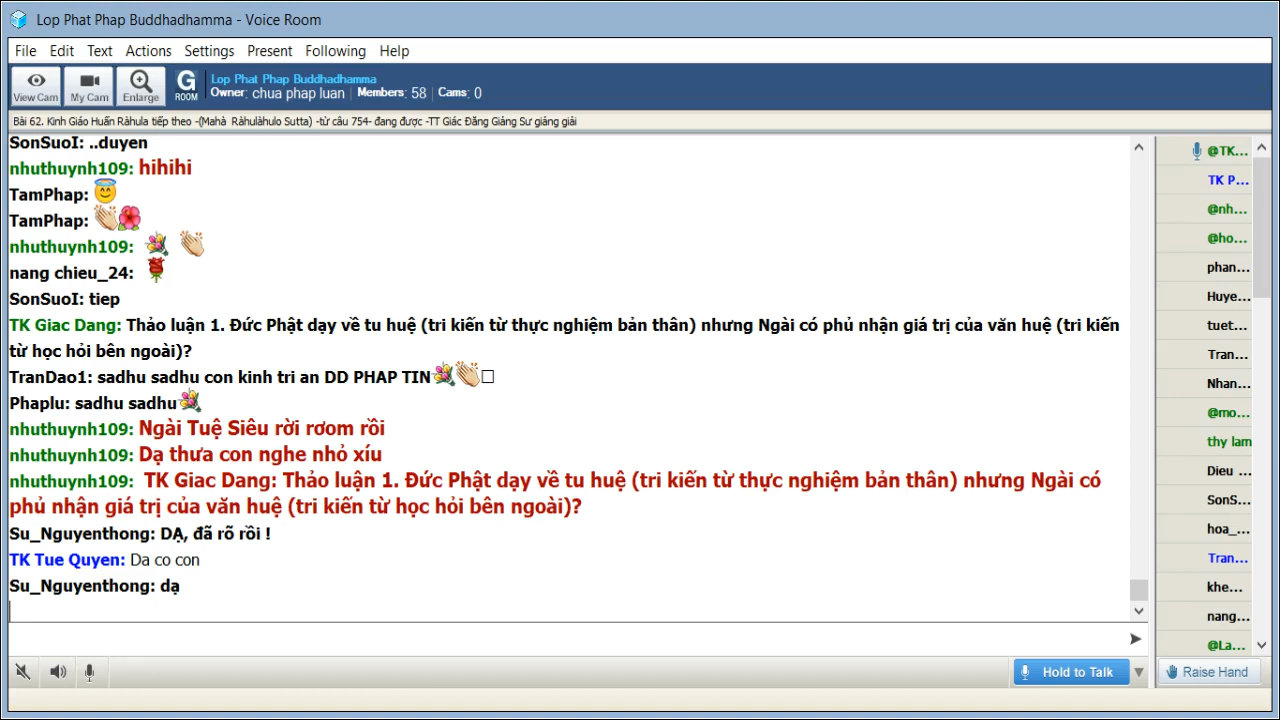 Lop Phat Phap Buddhadhamma - Voice Room
File Edit Text Actions Settings Present Following Help
View Cam My Cam Enlarge G ROOM
Lop Phat Phap Buddhadhamma
Owner: chua phap luan Members: 58 Cams: 0
Bài 62. Kinh Giáo Huấn Ràhula tiếp theo -(Mahà Ràhulàhulo Sutta) -từ câu 754- đang được -TT Giác Đăng Giảng Sư giảng giải
SonSuoI: ..duyen
nhuthuynh109: hihihi
TamPhap:
TamPhap:
nhuthuynh109:
nang chieu_24:
SonSuoI: tiep
TK Giac Dang: Thảo luận 1. Đức Phật dạy về tu huệ (tri kiến từ thực nghiệm bản thân) nhưng Ngài có phủ nhận giá trị của văn huệ (tri kiến
từ học hỏi bên ngoài)?
TranDao1: sadhu sadhu con kinh tri an DD PHAP TIN
Phaplu: sadhu sadhu
nhuthuynh109: Ngài Tuệ Siêu rời rơom rồi
nhuthuynh109: Dạ thưa con nghe nhỏ xíu
nhuthuynh109: TK Giac Dang: Thảo luận 1. Đức Phật dạy về tu huệ (tri kiến từ thực nghiệm bản thân) nhưng Ngài có
phủ nhận giá trị của văn huệ (tri kiến từ học hỏi bên ngoài)?
Su_Nguyenthong: DẠ, đã rõ rồi !
TK Tue Quyen: Da co con
Su_Nguyenthong: dạ
@TK...
TK P...
@nh...
@ho...
phan...
Huye...
tuet...
Tran...
Nhan...
@mo...
thy lam
Dieu ...
SonS...
hoa_...
Tran...
khe...
nang...
@La...
Hold to Talk
Raise Hand